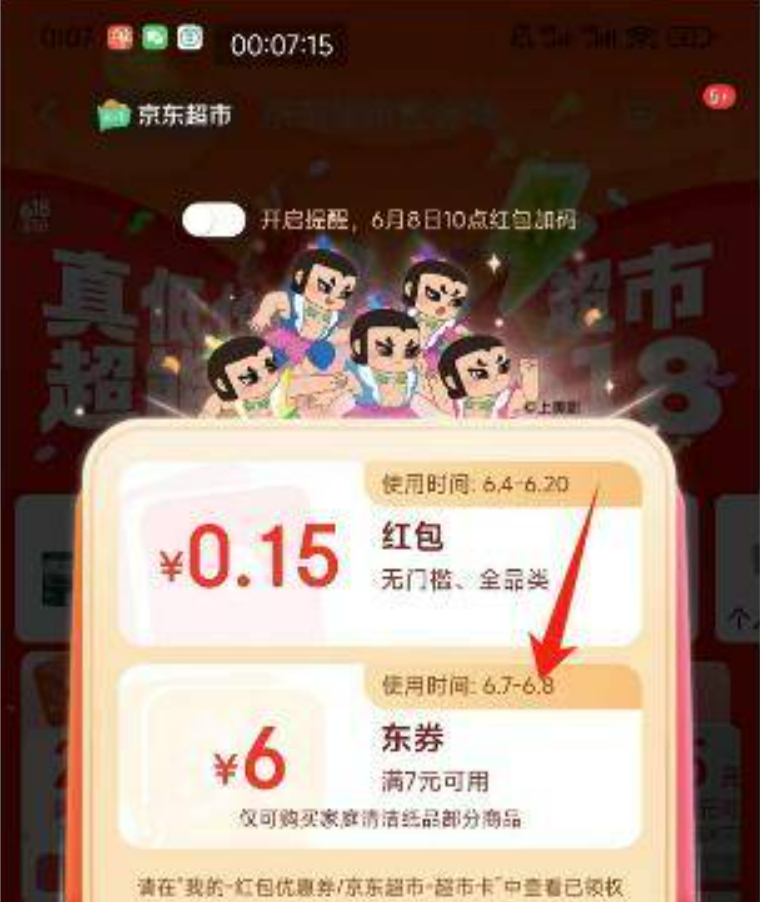 00:07:15
5+
京东超市
618
开启提醒，6月8日10点红包加码
真低价 超市
超 18
©上美影
使用时间: 6.4-6.20
¥0.15
红包
无门槛、全品类
使用时间: 6.7-6.8
¥6
东券
满7元可用
仅可购买家庭清洁纸品部分商品
请在"我的-红包优惠券/京东超市-超市卡"中查看已领权